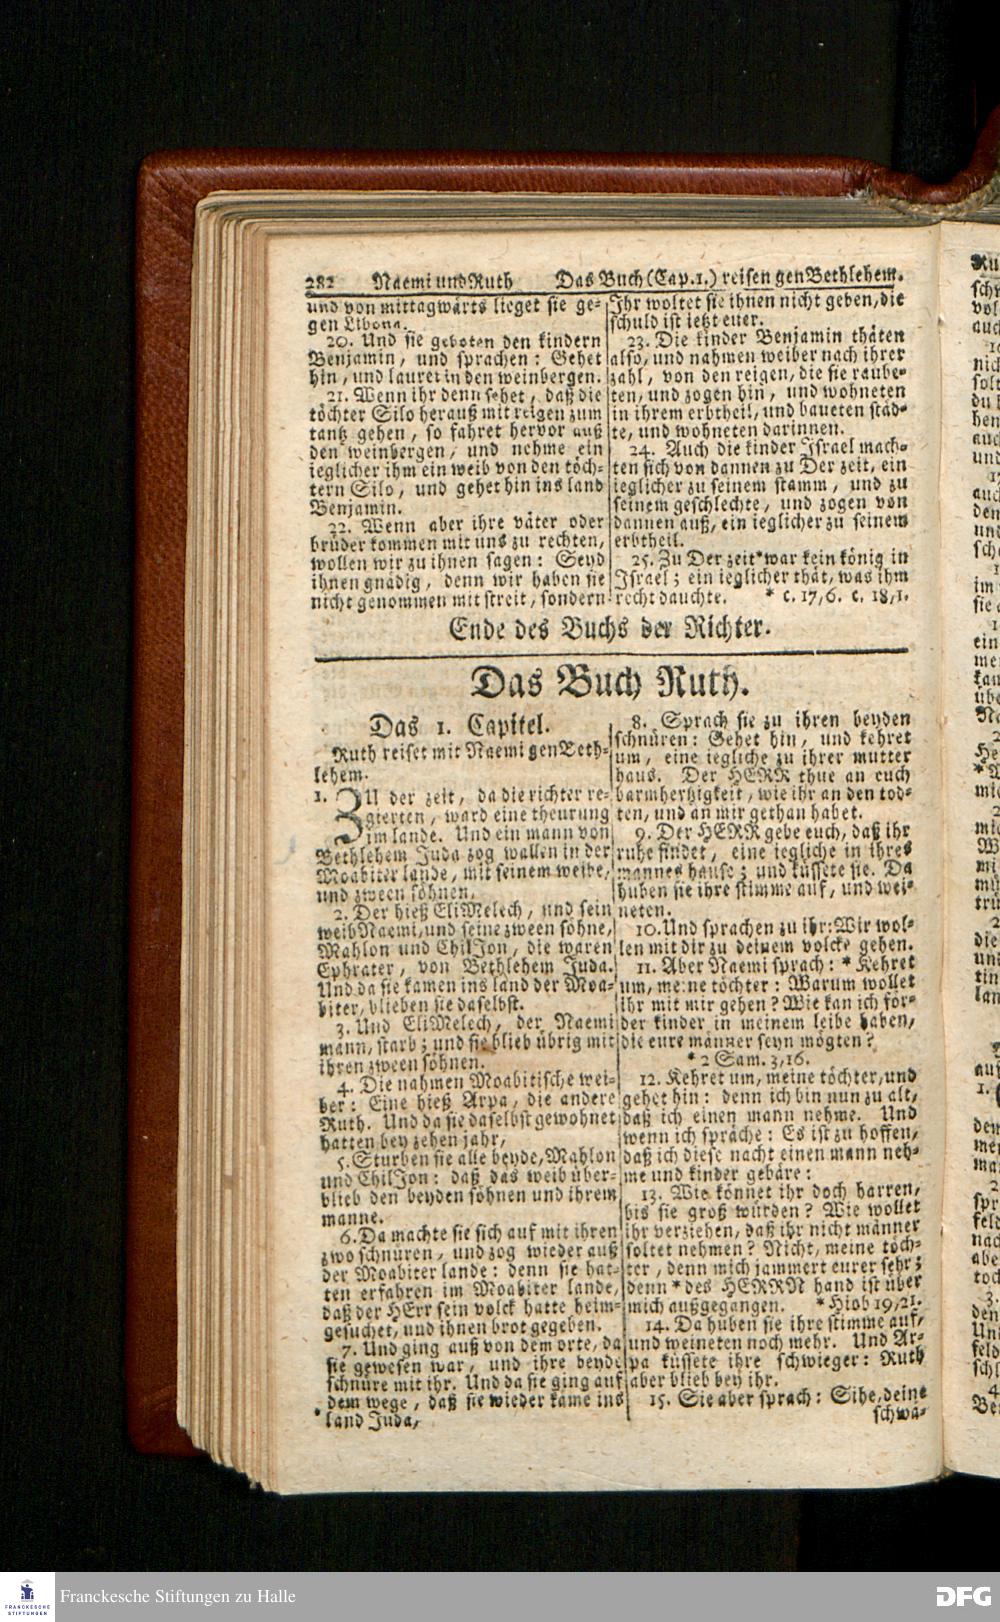 282 Naemi und Ruth Das Buch (Cap.1.) reisen gen Bethlehem.
und von mittagwärts lieget sie ge-
gen Libona.
20. Und sie geboten den kindern
Benjamin, und sprachen: Gehet
hin, und lauret in den weinbergen.
21. Wenn ihr denn sehet, daß die
töchter Silo herauß mit reigen zum
tantz gehen, so fahret hervor auß
den weinbergen, und nehme ein
ieglicher ihm ein weib von den töch-
tern Silo, und gehet hin ins land
Benjamin.
22. Wenn aber ihre väter oder
brüder kommen mit uns zu rechten,
wollen wir zu ihnen sagen: Seyd
ihnen gnädig, denn wir haben sie
nicht genommen mit streit, sondern
Ihr woltet sie ihnen nicht geben, die
schuld ist ietzt euer.
23. Die kinder Benjamin thäten
also, und nahmen weiber nach ihrer
zahl, von den reigen, die sie raube-
ten, und zogen hin, und wohneten
in ihrem erbtheil, und baueten städ-
te, und wohneten darinnen.
24. Auch die kinder Israel mach-
ten sich von dannen zu Der zeit, ein
ieglicher zu seinem stamm, und zu
seinem geschlechte, und zogen von
dannen auß, ein ieglicher zu seinem
erbtheil.
25. Zu Der zeit * war kein könig in
Israel; ein ieglicher thät, was ihm
recht dauchte. * c. 17,6. c. 18,1.
Ende des Buchs der Richter.
Das Buch Ruth.
Das 1. Capitel.
Ruth reiset mit Naemi gen Beth-
lehem.
1. ZU der zeit, da die richter re-
gierten, ward eine theurung
im lande. Und ein mann von
Bethlehem Juda zog wallen in der
Moabiter lande, mit seinem weibe,
und zween söhnen.
2. Der hieß EliMelech, und sein
weib Naemi, und seine zween söhne,
Mahlon und ChilJon, die waren
Ephrater, von Bethlehem Juda.
Und da sie kamen ins land der Moa-
biter, blieben sie daselbst.
3. Und EliMelech, der Naemi
mann, starb; und sie blieb übrig mit
ihren zween söhnen.
4. Die nahmen Moabitische wei-
ber: Eine hieß Arpa, die andere
Ruth. Und da sie daselbst gewohnet
hatten bey zehen jahr,
5. Sturben sie alle beyde, Mahlon
und ChilJon: daß das weib über-
blieb den beyden söhnen und ihrem
manne.
6. Da machte sie sich auf mit ihren
zwo schnüren, und zog wieder auß
der Moabiter lande: denn sie hat-
ten erfahren im Moabiter lande,
daß der HErr sein volck hatte heim-
gesuchet, und ihnen brot gegeben.
7. Und ging auß von dem orte, da
sie gewesen war, und ihre beyde
schnüre mit ihr. Und da sie ging auf
dem wege, daß sie wieder käme ins
land Juda,
8. Sprach sie zu ihren beyden
schnüren: Gehet hin, und kehret
um, eine iegliche zu ihrer mutter
haus. Der HERR thue an euch
barmhertzigkeit, wie ihr an den tod-
ten, und an mir gethan habet.
9. Der HERR gebe euch, daß ihr
ruhe findet, eine iegliche in ihres
mannes hause; und küssete sie. Da
huben sie ihre stimme auf, und wei-
neten.
10. Und sprachen zu ihr: Wir wol-
len mit dir zu deinem volcke gehen.
11. Aber Naemi sprach: * Kehret
um, meine töchter: Warum wollet
ihr mit mir gehen? Wie kan ich för-
der kinder in meinem leibe haben,
die eure männer seyn mögten?
* 2 Sam. 3,16.
12. Kehret um, meine töchter, und
gehet hin: denn ich bin nun zu alt,
daß ich einen mann nehme. Und
wenn ich spräche: Es ist zu hoffen,
daß ich diese nacht einen mann neh-
me und kinder gebäre:
13. Wie könnet ihr doch harren,
bis sie groß würden? Wie wollet
ihr verziehen, daß ihr nicht männer
soltet nehmen? Nicht, meine töch-
ter, denn mich jammert eurer sehr;
denn * des HERRN hand ist über
mich außgegangen. * Hiob 19,21.
14. Da huben sie ihre stimme auf,
und weineten noch mehr. Und Ar-
pa küssete ihre schwieger: Ruth
aber blieb bey ihr.
15. Sie aber sprach: Sihe, deine
schwä-
FRANCKESCHE
STIFTUNGEN
Franckesche Stiftungen zu Halle
DFG